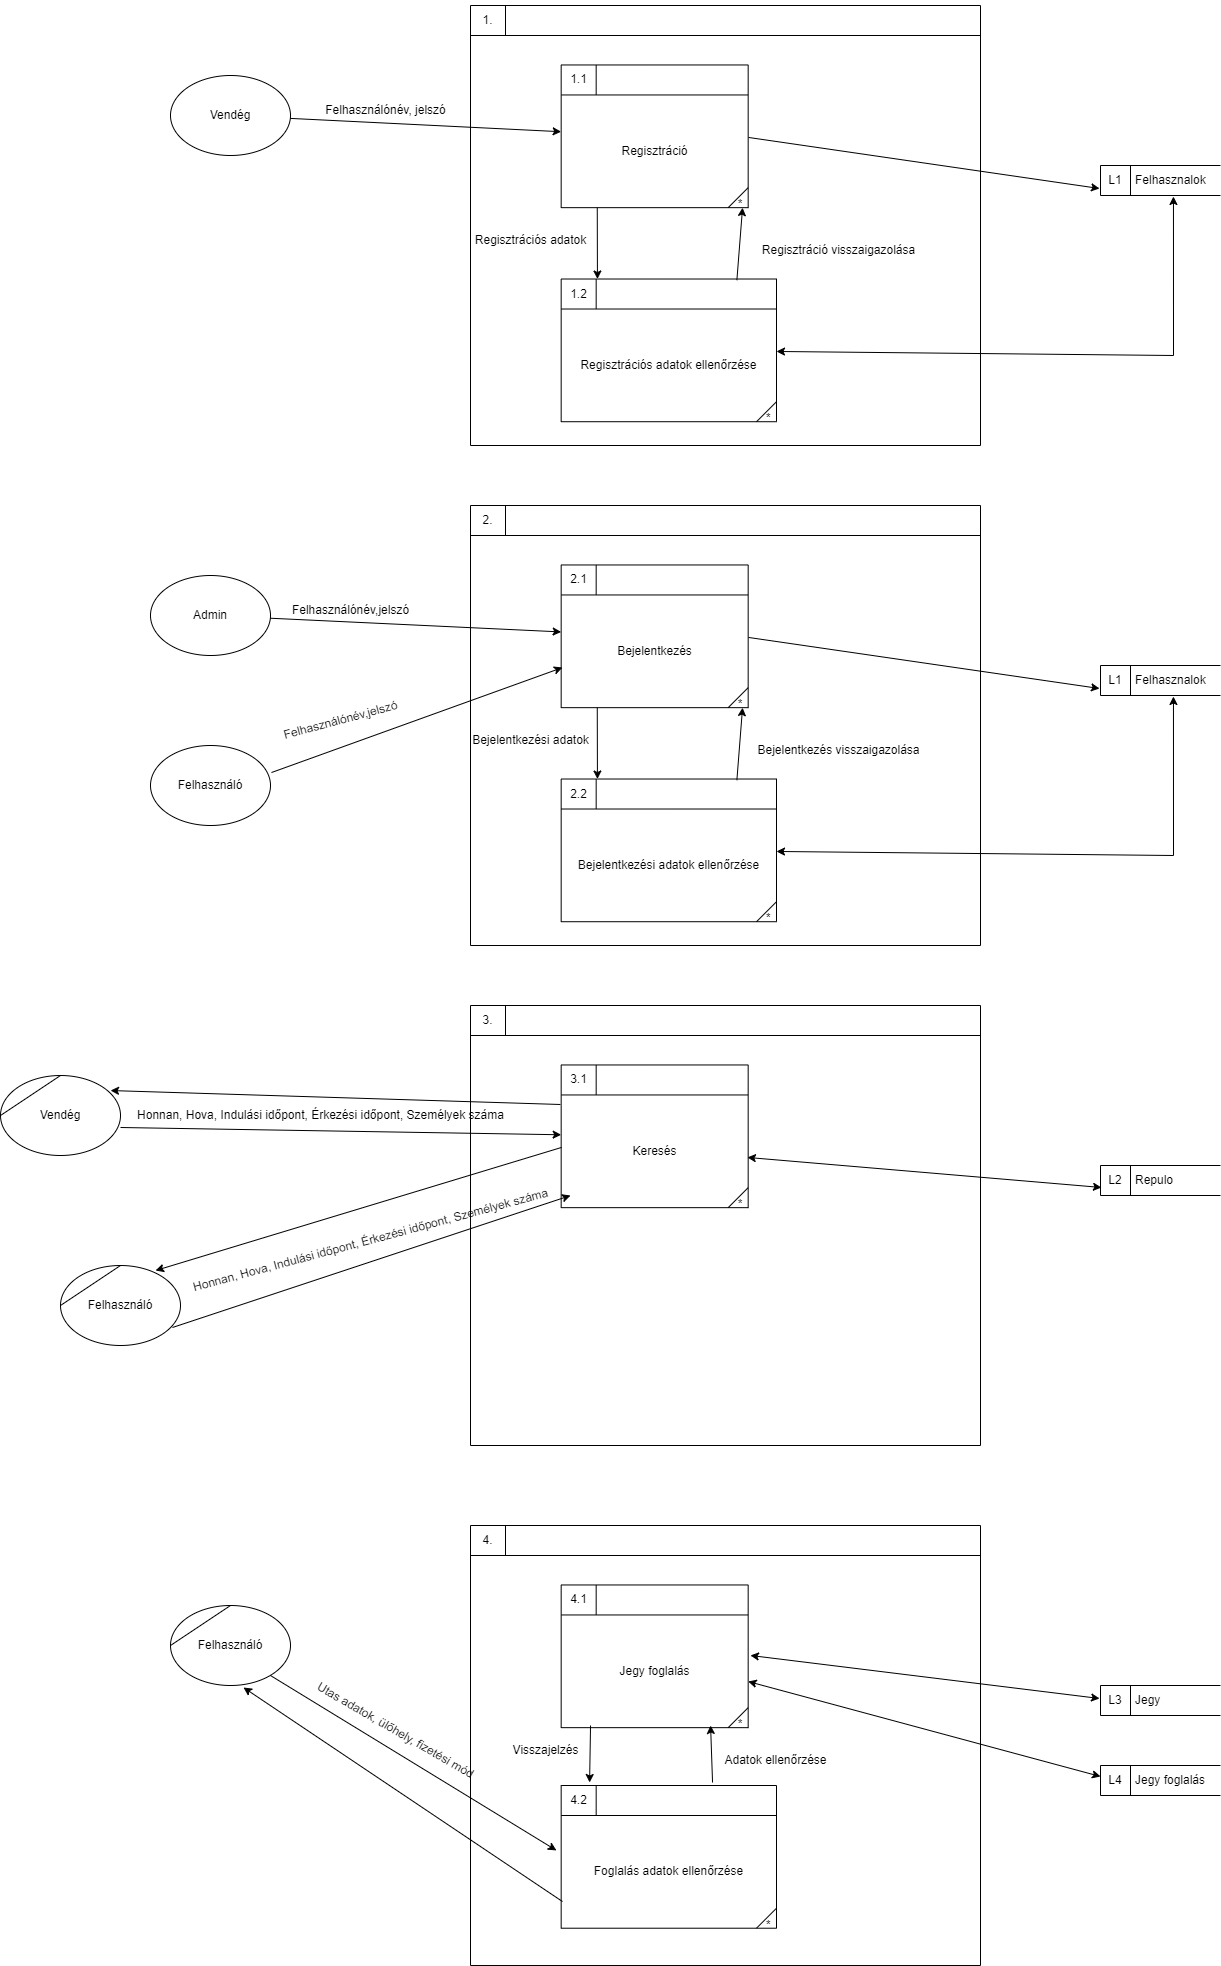 1.
1.1
Vendég
Felhasználónév, jelszó
Regisztráció
L1
Felhasznalok
*
Regisztrációs adatok
Regisztráció visszaigazolása
1.2
Regisztrációs adatok ellenőrzése
*
2.
2.1
Admin
Felhasználónév,jelszó
Bejelentkezés
L1
Felhasznalok
*
Felhasználónév,jelszó
Bejelentkezési adatok
Bejelentkezés visszaigazolása
Felhasználó
2.2
Bejelentkezési adatok ellenőrzése
*
3.
3.1
Vendég
Honnan, Hova, Indulási időpont, Érkezési időpont, Személyek száma
Keresés
L2
Repulo
*
Honnan, Hova, Indulási időpont, Érkezési időpont, Személyek száma
Felhasználó
4.
4.1
Felhasználó
Jegy foglalás
L3
Jegy
*
Utas adatok, ülőhely, fizetési mód
Visszajelzés
Adatok ellenőrzése
L4
Jegy foglalás
4.2
Foglalás adatok ellenőrzése
*